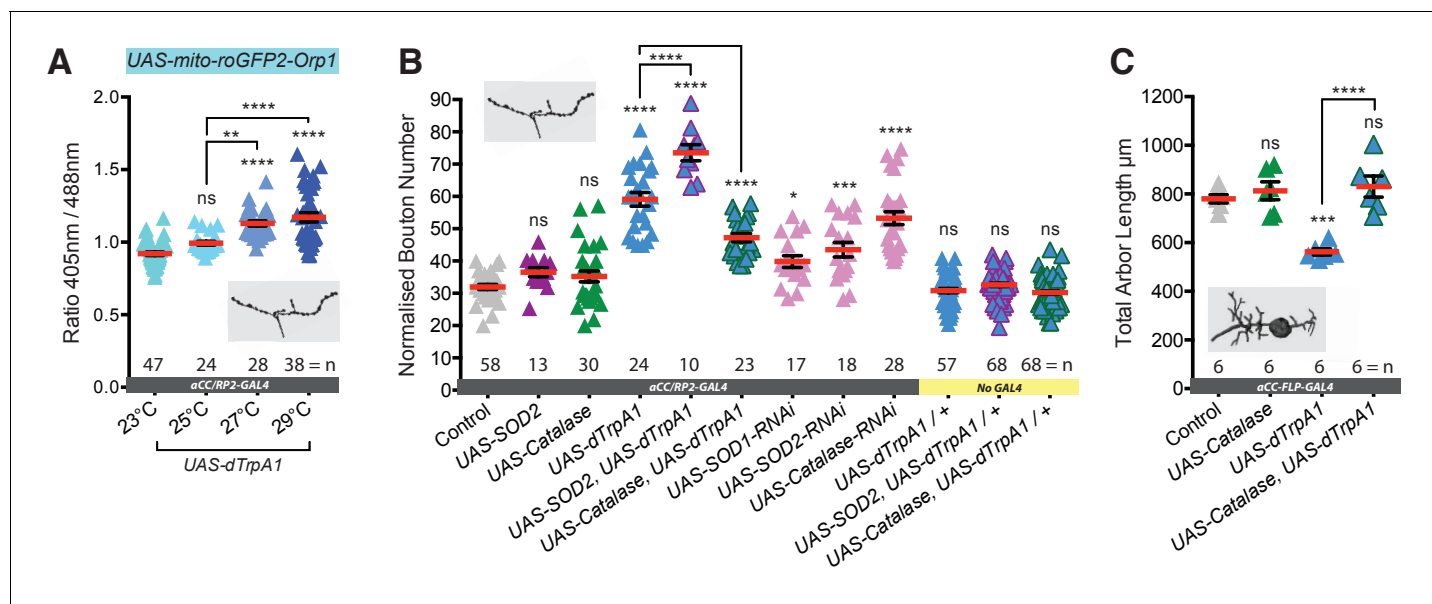 A
UAS-mito-roGFP2-Orp1
Ratio 405nm / 488nm
2.0
1.5
1.0
0.5
0.0
ns
**
****
****
****
47 24 28 38 = n
aCC/RP2-GAL4
23°C 25°C 27°C 29°C
UAS-dTrpA1
B
Normalised Bouton Number
90
80
70
60
50
40
30
20
10
0
ns
ns
****
****
****
****
*
***
****
ns
ns
ns
58 13 30 24 10 23 17 18 28 57 68 68 = n
aCC/RP2-GAL4
No GAL4
Control
UAS-SOD2
UAS-Catalase
UAS-dTrpA1
UAS-SOD2, UAS-dTrpA1
UAS-Catalase, UAS-dTrpA1
UAS-SOD1-RNAi
UAS-SOD2-RNAi
UAS-Catalase-RNAi
UAS-dTrpA1 / +
UAS-SOD2, UAS-dTrpA1 / +
UAS-Catalase, UAS-dTrpA1 / +
C
Total Arbor Length µm
1200
1000
800
600
400
200
0
ns
***
****
ns
6 6 6 6 = n
aCC-FLP-GAL4
Control
UAS-Catalase
UAS-dTrpA1
UAS-Catalase, UAS-dTrpA1